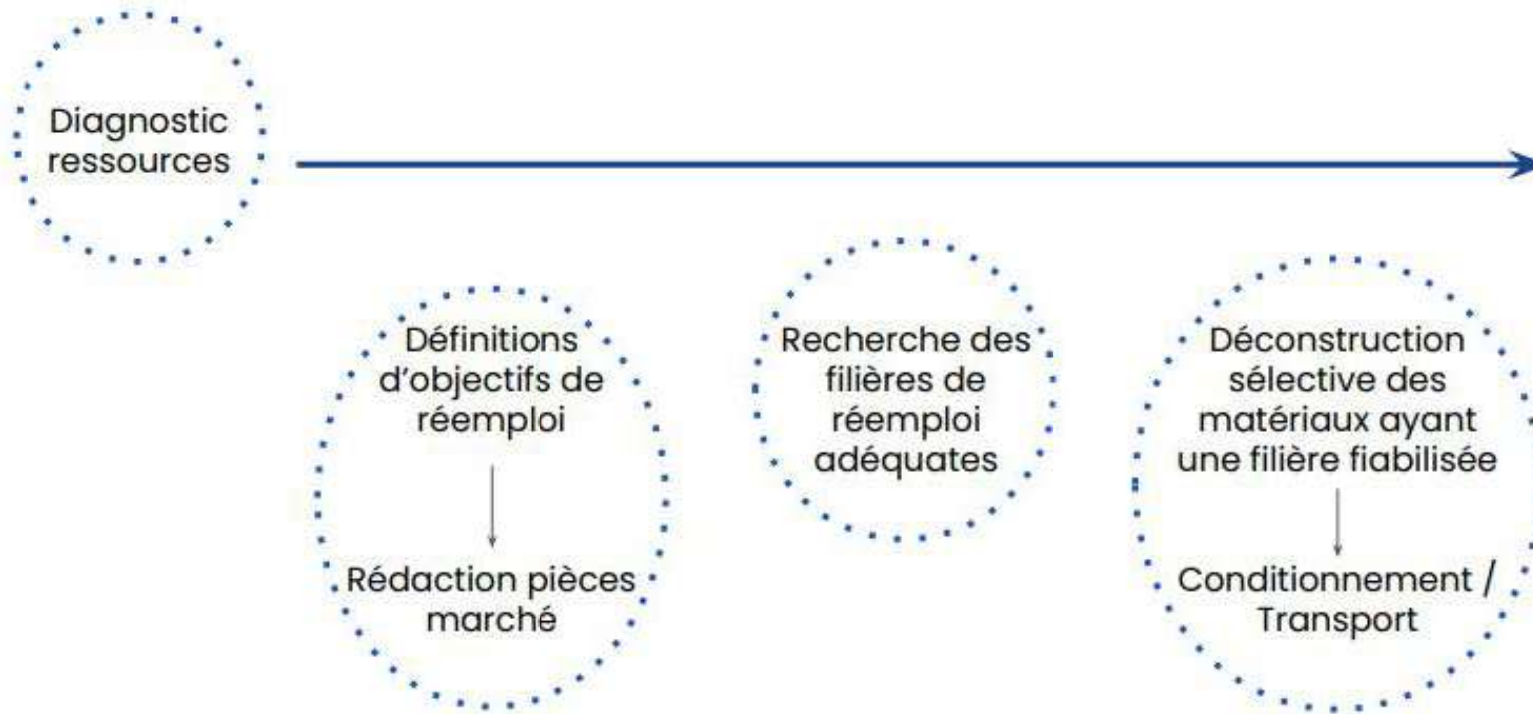 Diagnostic
ressources
Définitions
d'objectifs de
réemploi
Rédaction pièces
marché
Recherche des
filières de
réemploi
adéquates
Déconstruction
sélective des
matériaux ayant
une filière fiabilisée
Conditionnement /
Transport